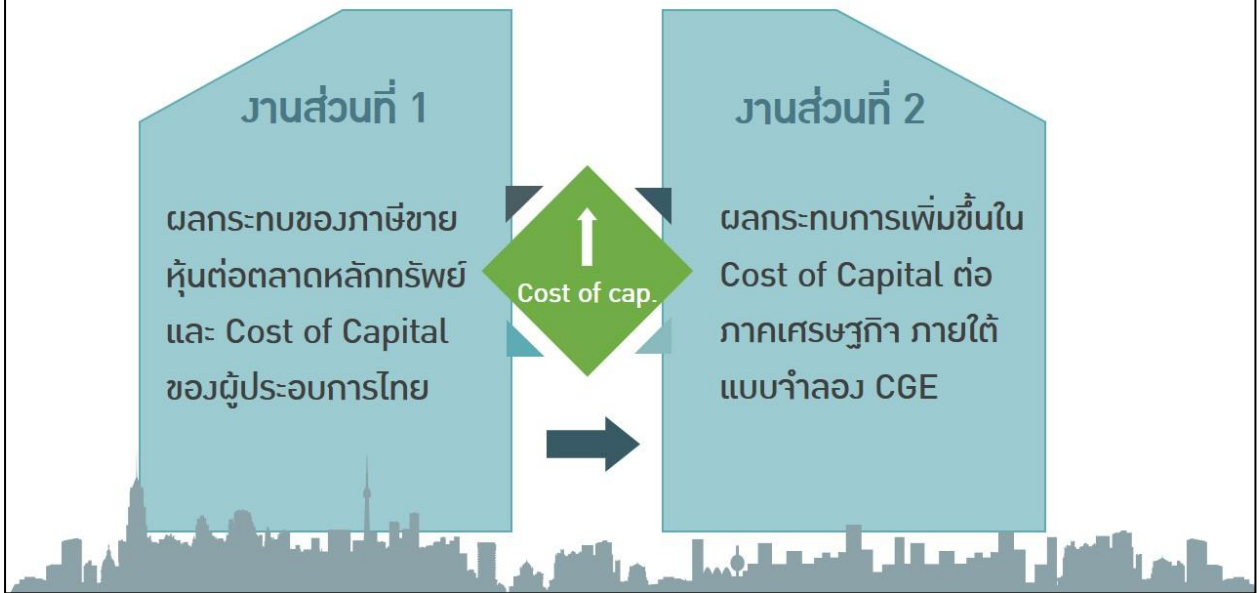 งานส่วนที่ 1
ผลกระทบของภาษีขาย
หุ้นต่อตลาดหลักทรัพย์
และ Cost of Capital
ของผู้ประอบการไทย
Cost of cap.
งานส่วนที่ 2
ผลกระทบการเพิ่มขึ้นใน
Cost of Capital ต่อ
ภาคเศรษฐกิจ ภายใต้
แบบจำลอง CGE